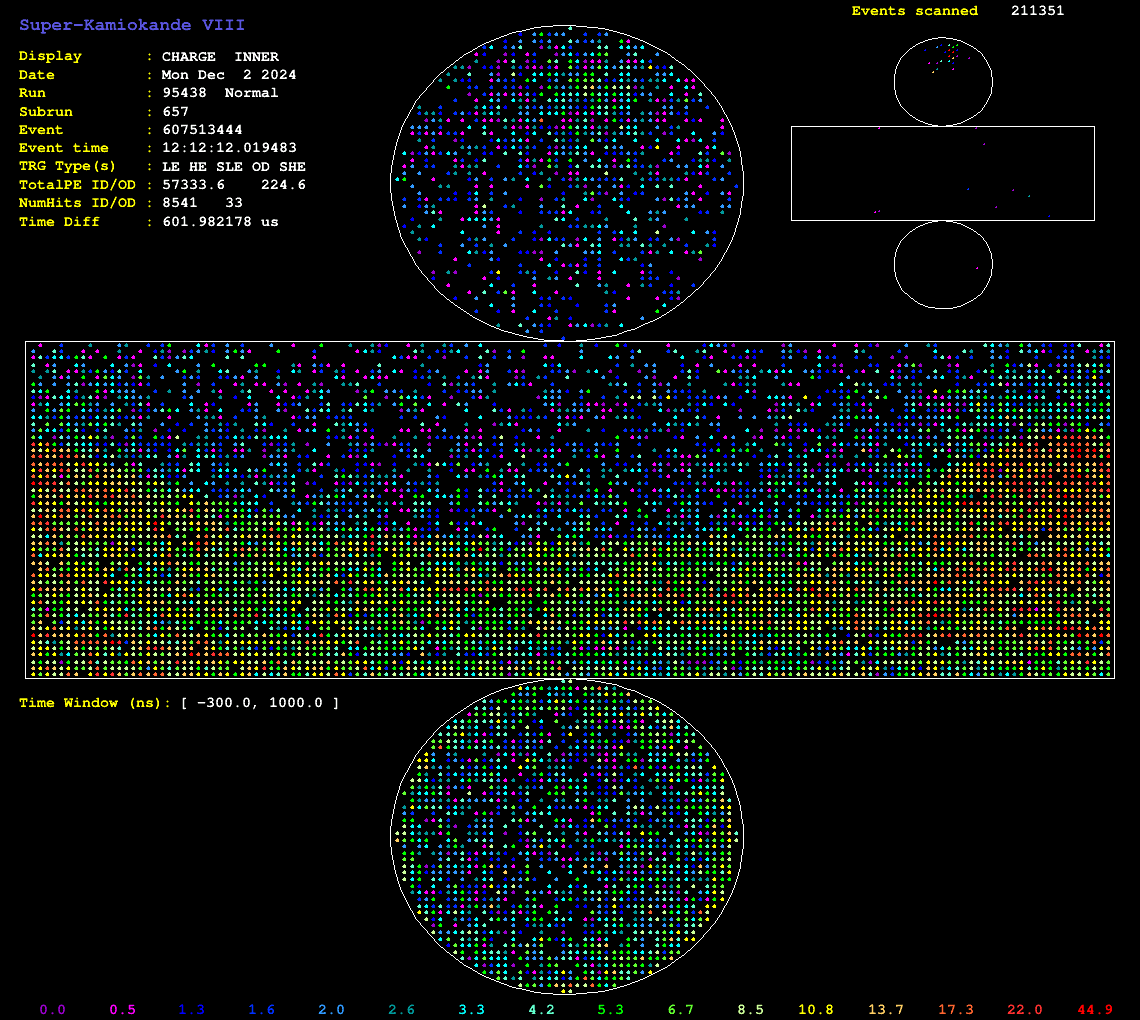 Super-Kamiokande VIII
Events scanned 211351
Display : CHARGE INNER
Date : Mon Dec 2 2024
Run : 95438 Normal
Subrun : 657
Event : 607513444
Event time : 12:12:12.019483
TRG Type(s) : LE HE SLE OD SHE
TotalPE ID/OD : 57333.6 224.6
NumHits ID/OD : 8541 33
Time Diff : 601.982178 us
Time Window (ns): [ -300.0, 1000.0 ]
0.0 0.5 1.3 1.6 2.0 2.6 3.3 4.2 5.3 6.7 8.5 10.8 13.7 17.3 22.0 44.9